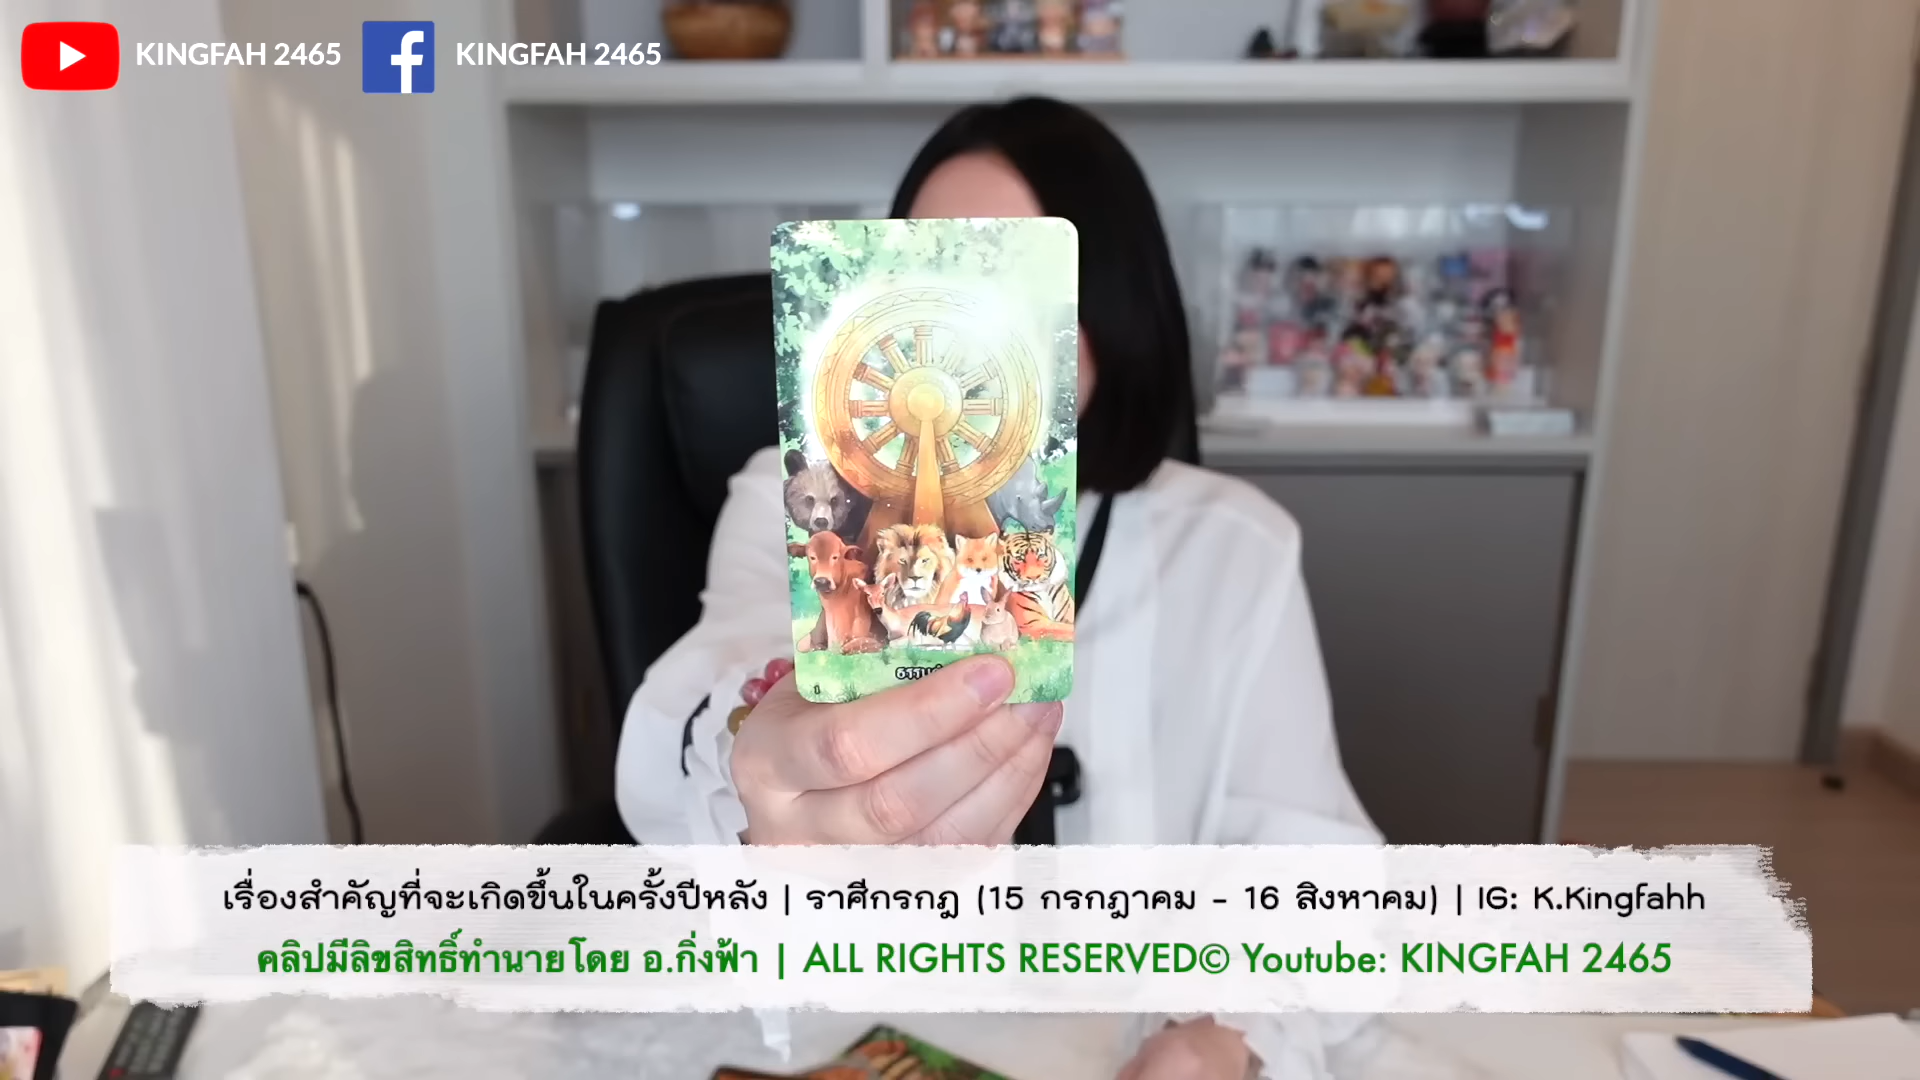 KINGFAH 2465 KINGFAH 2465
เรื่องสำคัญที่จะเกิดขึ้นในครั้งปีหลัง | ราศีกรกฎ (15 กรกฎาคม - 16 สิงหาคม) | IG: K.Kingfahh
คลิปมีลิขสิทธิ์ทำนายโดย อ.กิ่งฟ้า | ALL RIGHTS RESERVED© Youtube: KINGFAH 2465